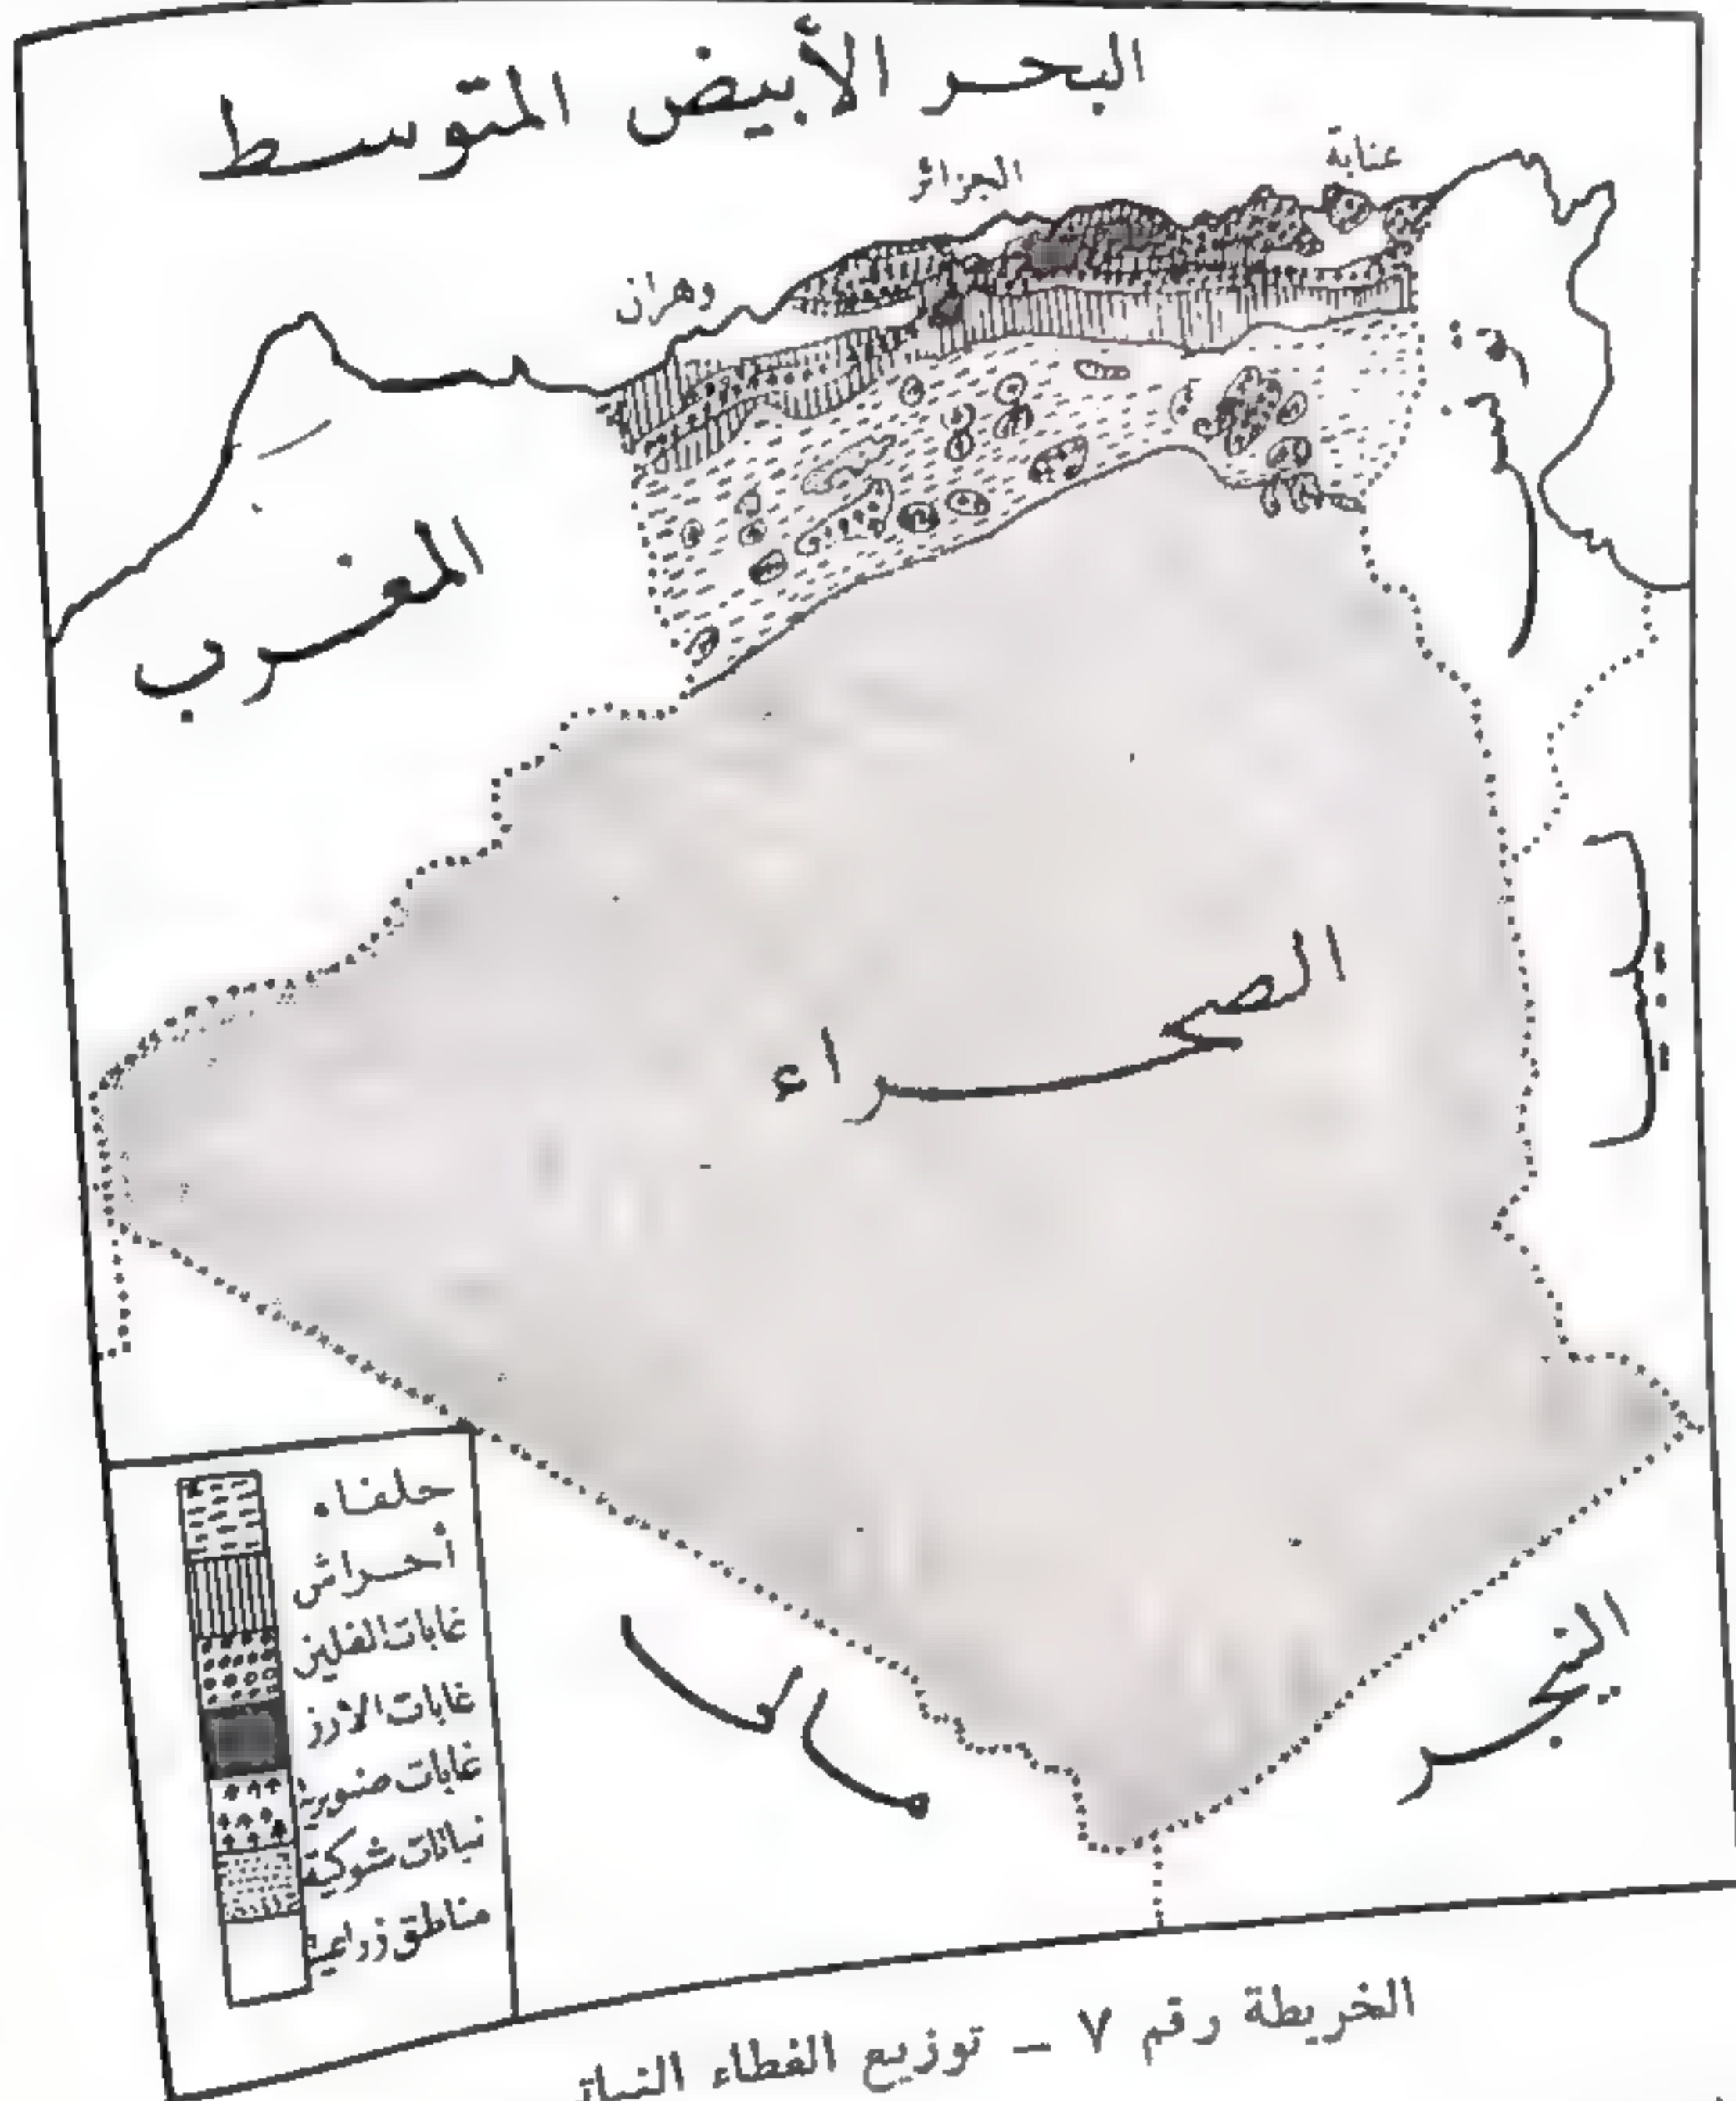 البحر الأبيض المتوسط
عنابة
الجزائر
وهران
تونس
المغرب
ليبيا
الصحراء
النيجر
مالي
حلفاء
أحراش
غابات الفلين
غابات الأرز
غابات صنوبرية
نباتات شوكية
مناطق زراعية
الخريطة رقم ٧ - توزيع الغطاء النباتي